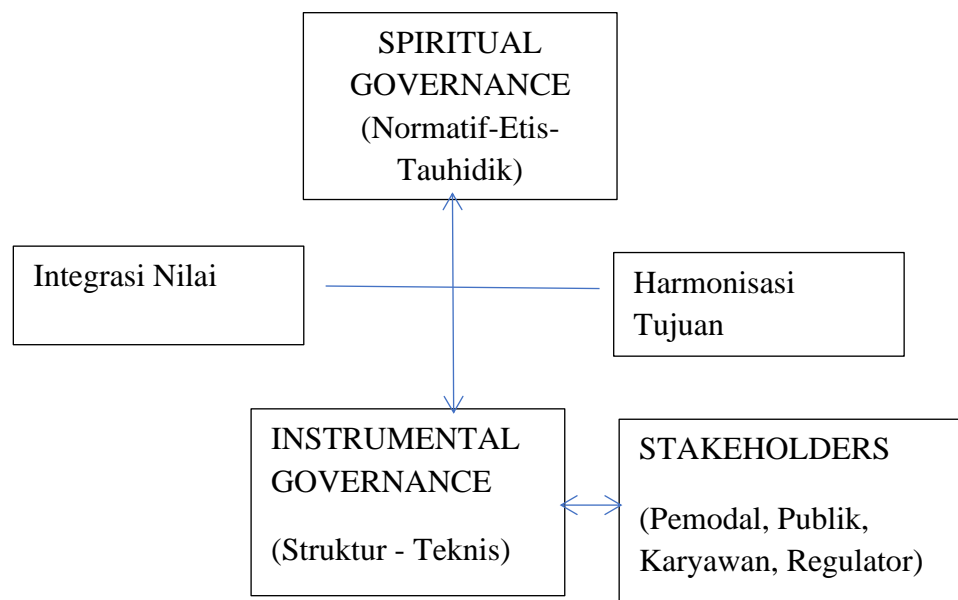 SPIRITUAL
GOVERNANCE
(Normatif-Etis-
Tauhidik)
Integrasi Nilai
Harmonisasi
Tujuan
INSTRUMENTAL
GOVERNANCE
(Struktur - Teknis)
STAKEHOLDERS
(Pemodal, Publik,
Karyawan, Regulator)